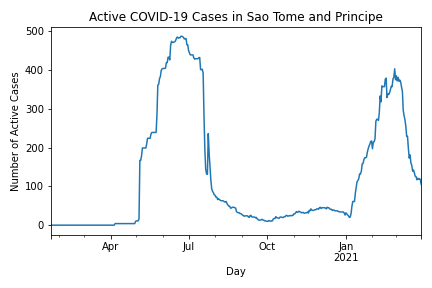 Active COVID-19 Cases in Sao Tome and Principe
Number of Active Cases
500
400
300
200
100
0
Apr
Jul
Oct
Jan
2021
Day